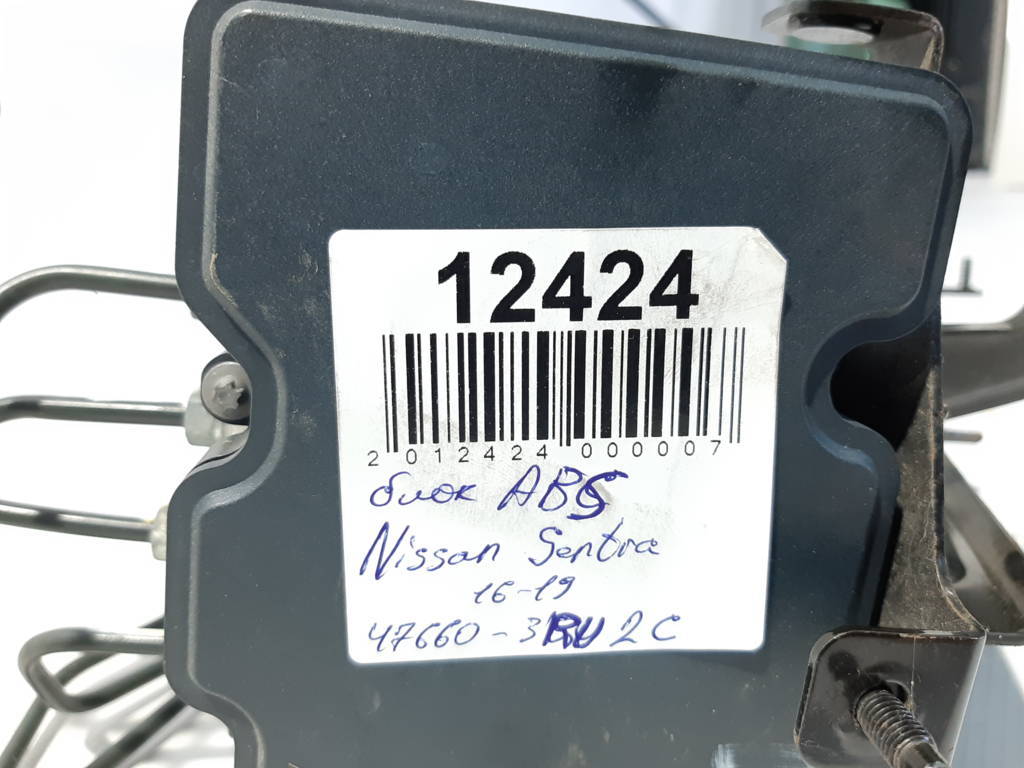 12424
2 012424 000007
блок ABS
Nissan Sentra
16-19
47660-3RU2C